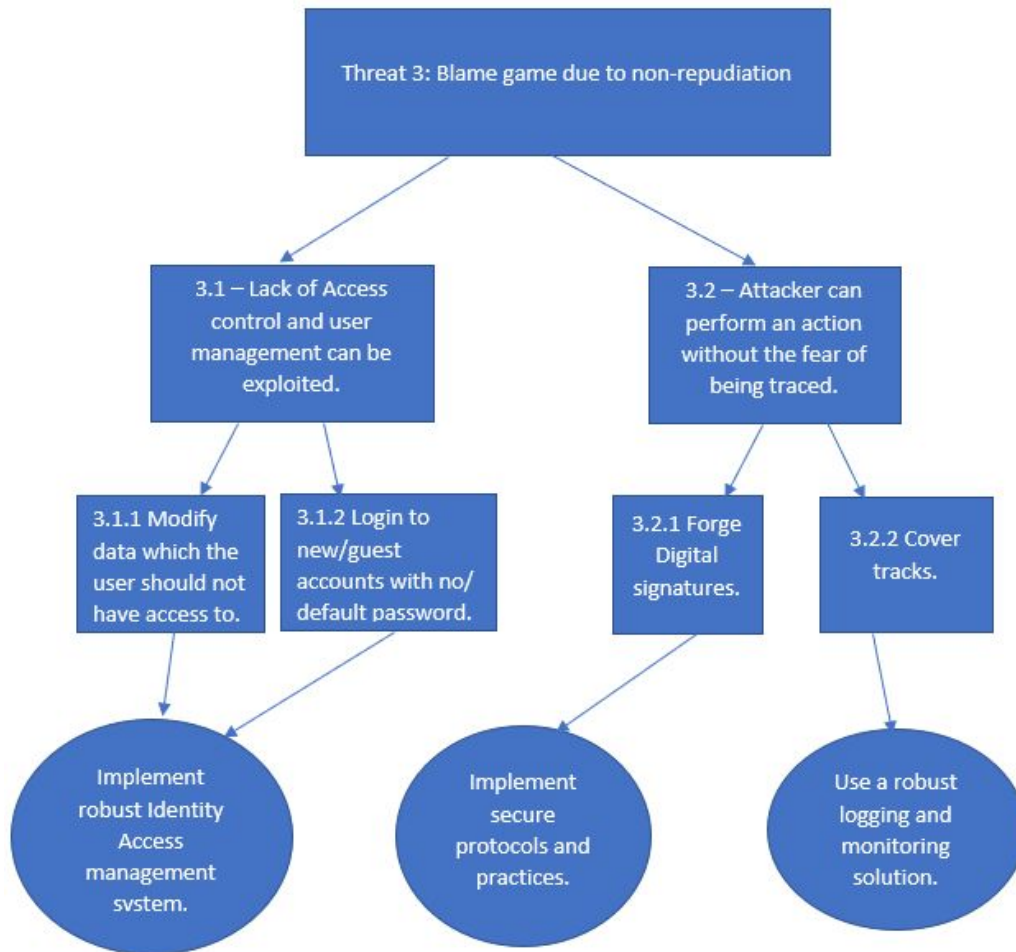 Threat 3: Blame game due to non-repudiation
3.1 – Lack of Access
control and user
management can be
exploited.
3.2 – Attacker can
perform an action
without the fear of
being traced.
3.1.1 Modify
data which the
user should not
have access to.
3.1.2 Login to
new/guest
accounts with no/
default password.
3.2.1 Forge
Digital
signatures.
3.2.2 Cover
tracks.
Implement
robust Identity
Access
management
system.
Implement
secure
protocols and
practices.
Use a robust
logging and
monitoring
solution.